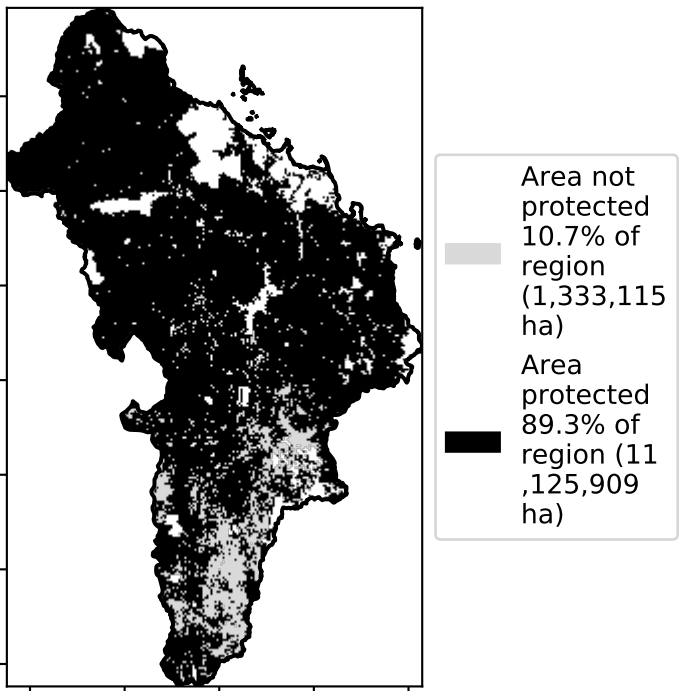 Area not
protected
10.7% of
region
(1,333,115
ha)
Area
protected
89.3% of
region (11
,125,909
ha)